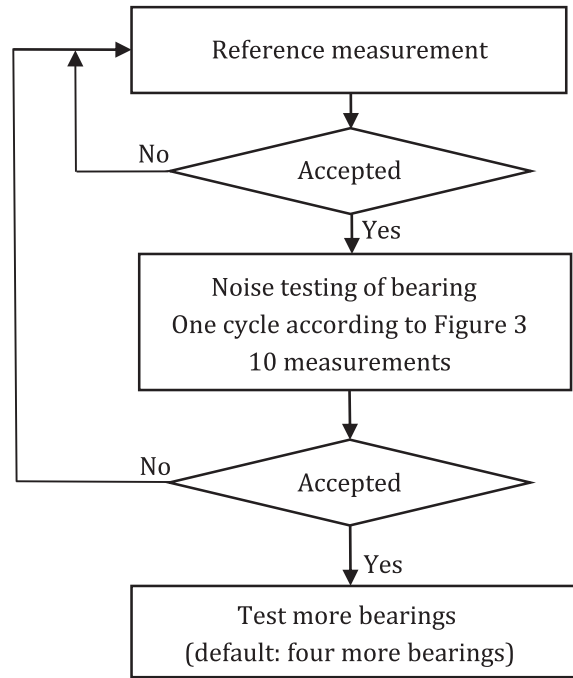 Reference measurement
No
Accepted
Yes
Noise testing of bearing
One cycle according to Figure 3
10 measurements
No
Accepted
Yes
Test more bearings
(default: four more bearings)